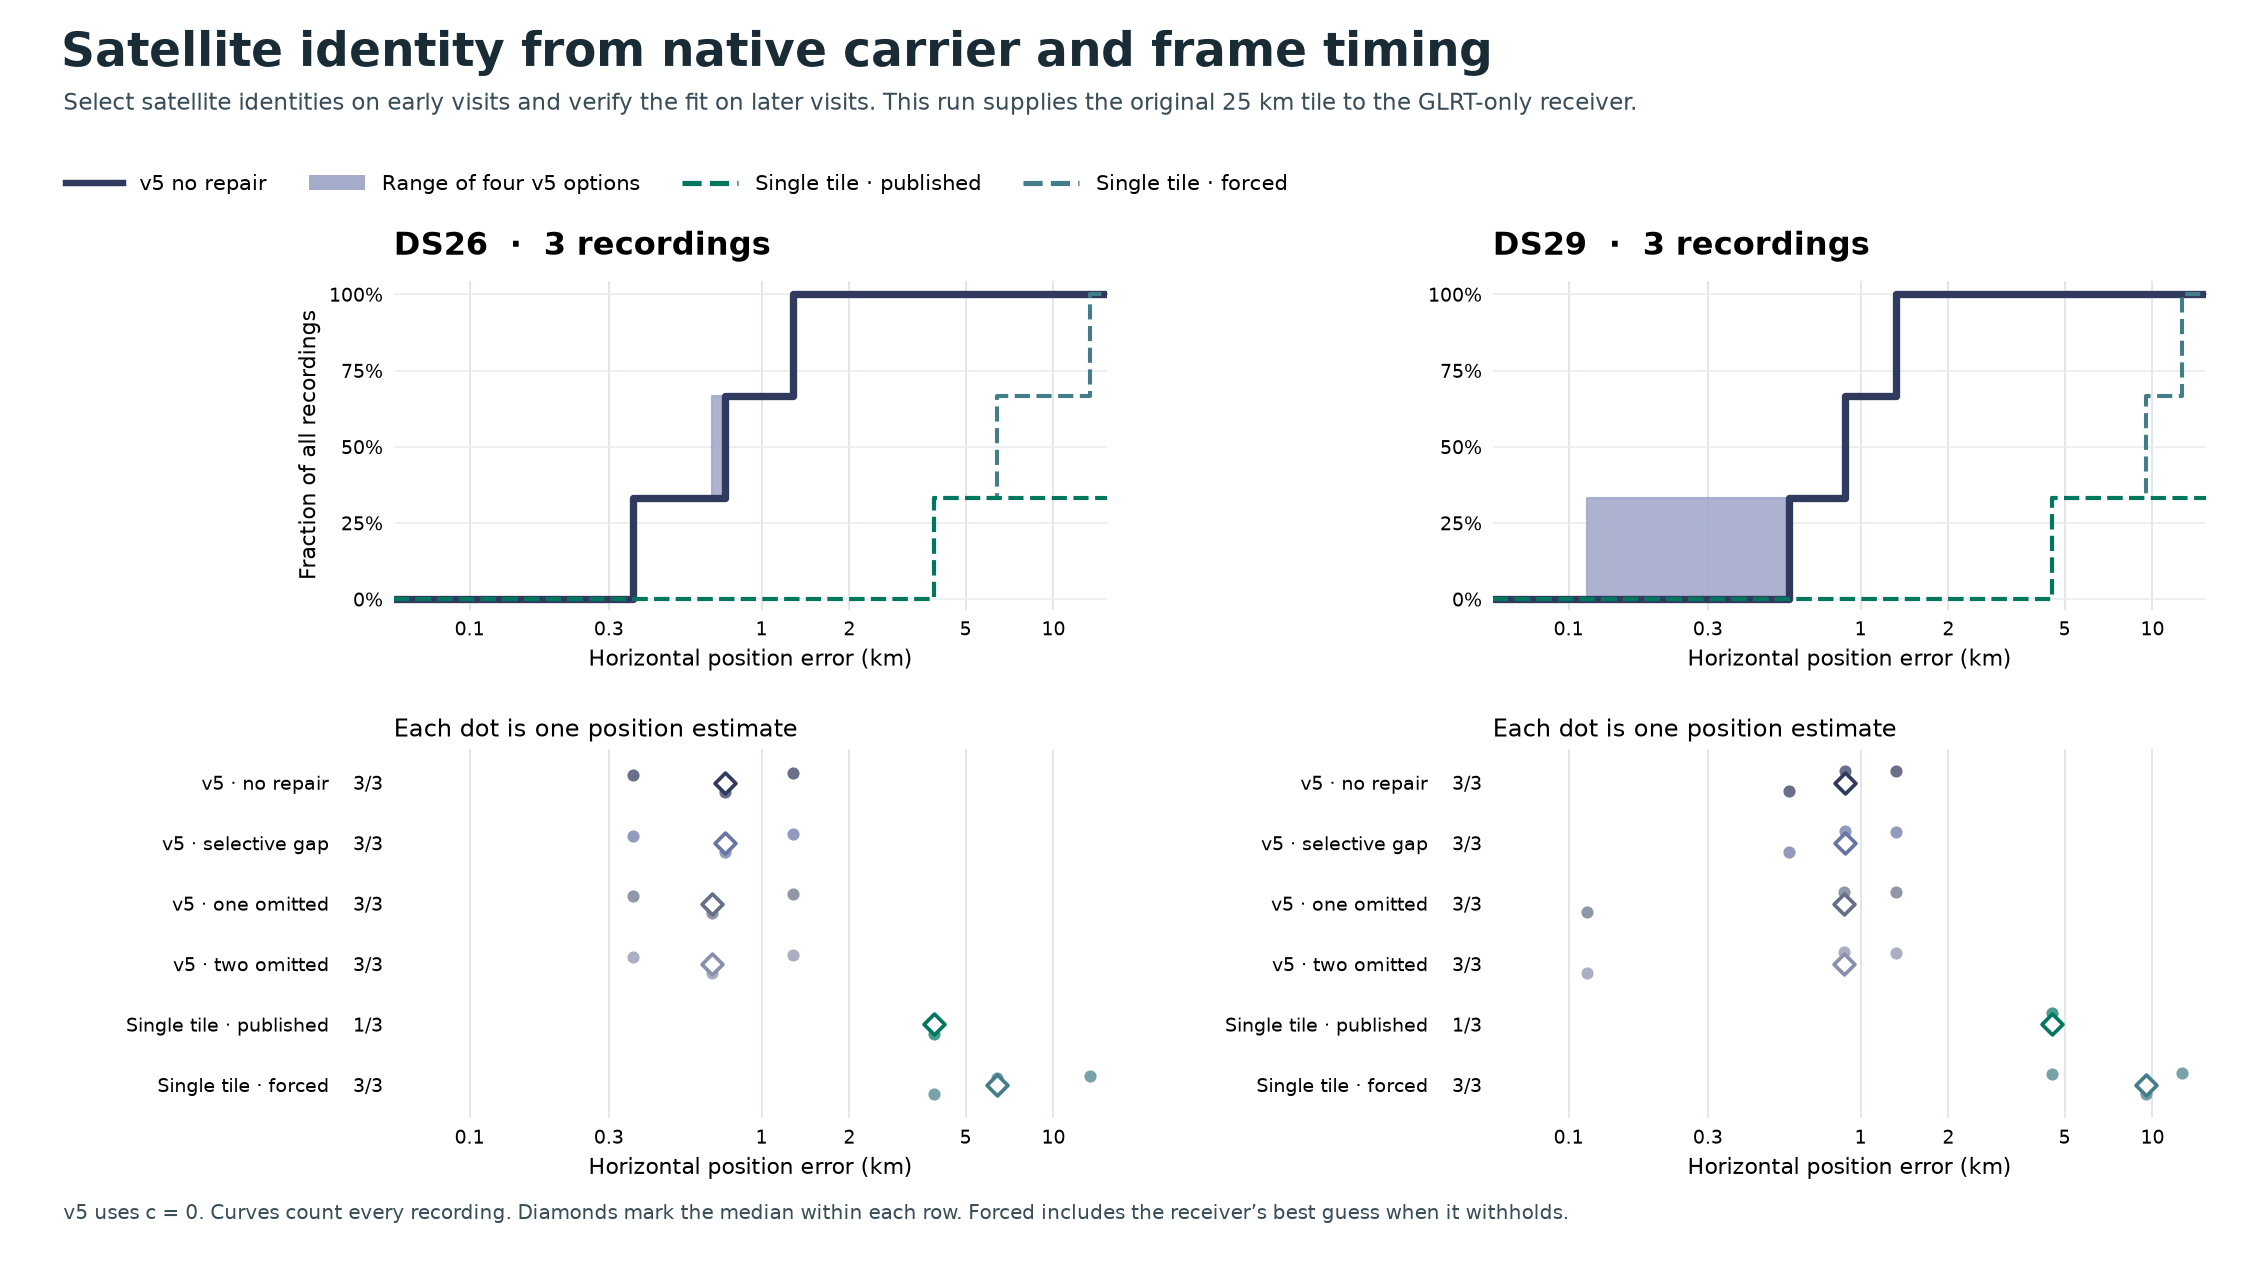 Satellite identity from native carrier and frame timing
Select satellite identities on early visits and verify the fit on later visits. This run supplies the original 25 km tile to the GLRT-only receiver.
v5 no repair
Range of four v5 options
Single tile · published
Single tile · forced
DS26 · 3 recordings
Fraction of all recordings
100%
75%
50%
25%
0%
0.1 0.3 1 2 5 10
Horizontal position error (km)
DS29 · 3 recordings
100%
75%
50%
25%
0%
0.1 0.3 1 2 5 10
Horizontal position error (km)
Each dot is one position estimate
v5 · no repair 3/3
v5 · selective gap 3/3
v5 · one omitted 3/3
v5 · two omitted 3/3
Single tile · published 1/3
Single tile · forced 3/3
0.1 0.3 1 2 5 10
Horizontal position error (km)
Each dot is one position estimate
v5 · no repair 3/3
v5 · selective gap 3/3
v5 · one omitted 3/3
v5 · two omitted 3/3
Single tile · published 1/3
Single tile · forced 3/3
0.1 0.3 1 2 5 10
Horizontal position error (km)
v5 uses c = 0. Curves count every recording. Diamonds mark the median within each row. Forced includes the receiver’s best guess when it withholds.